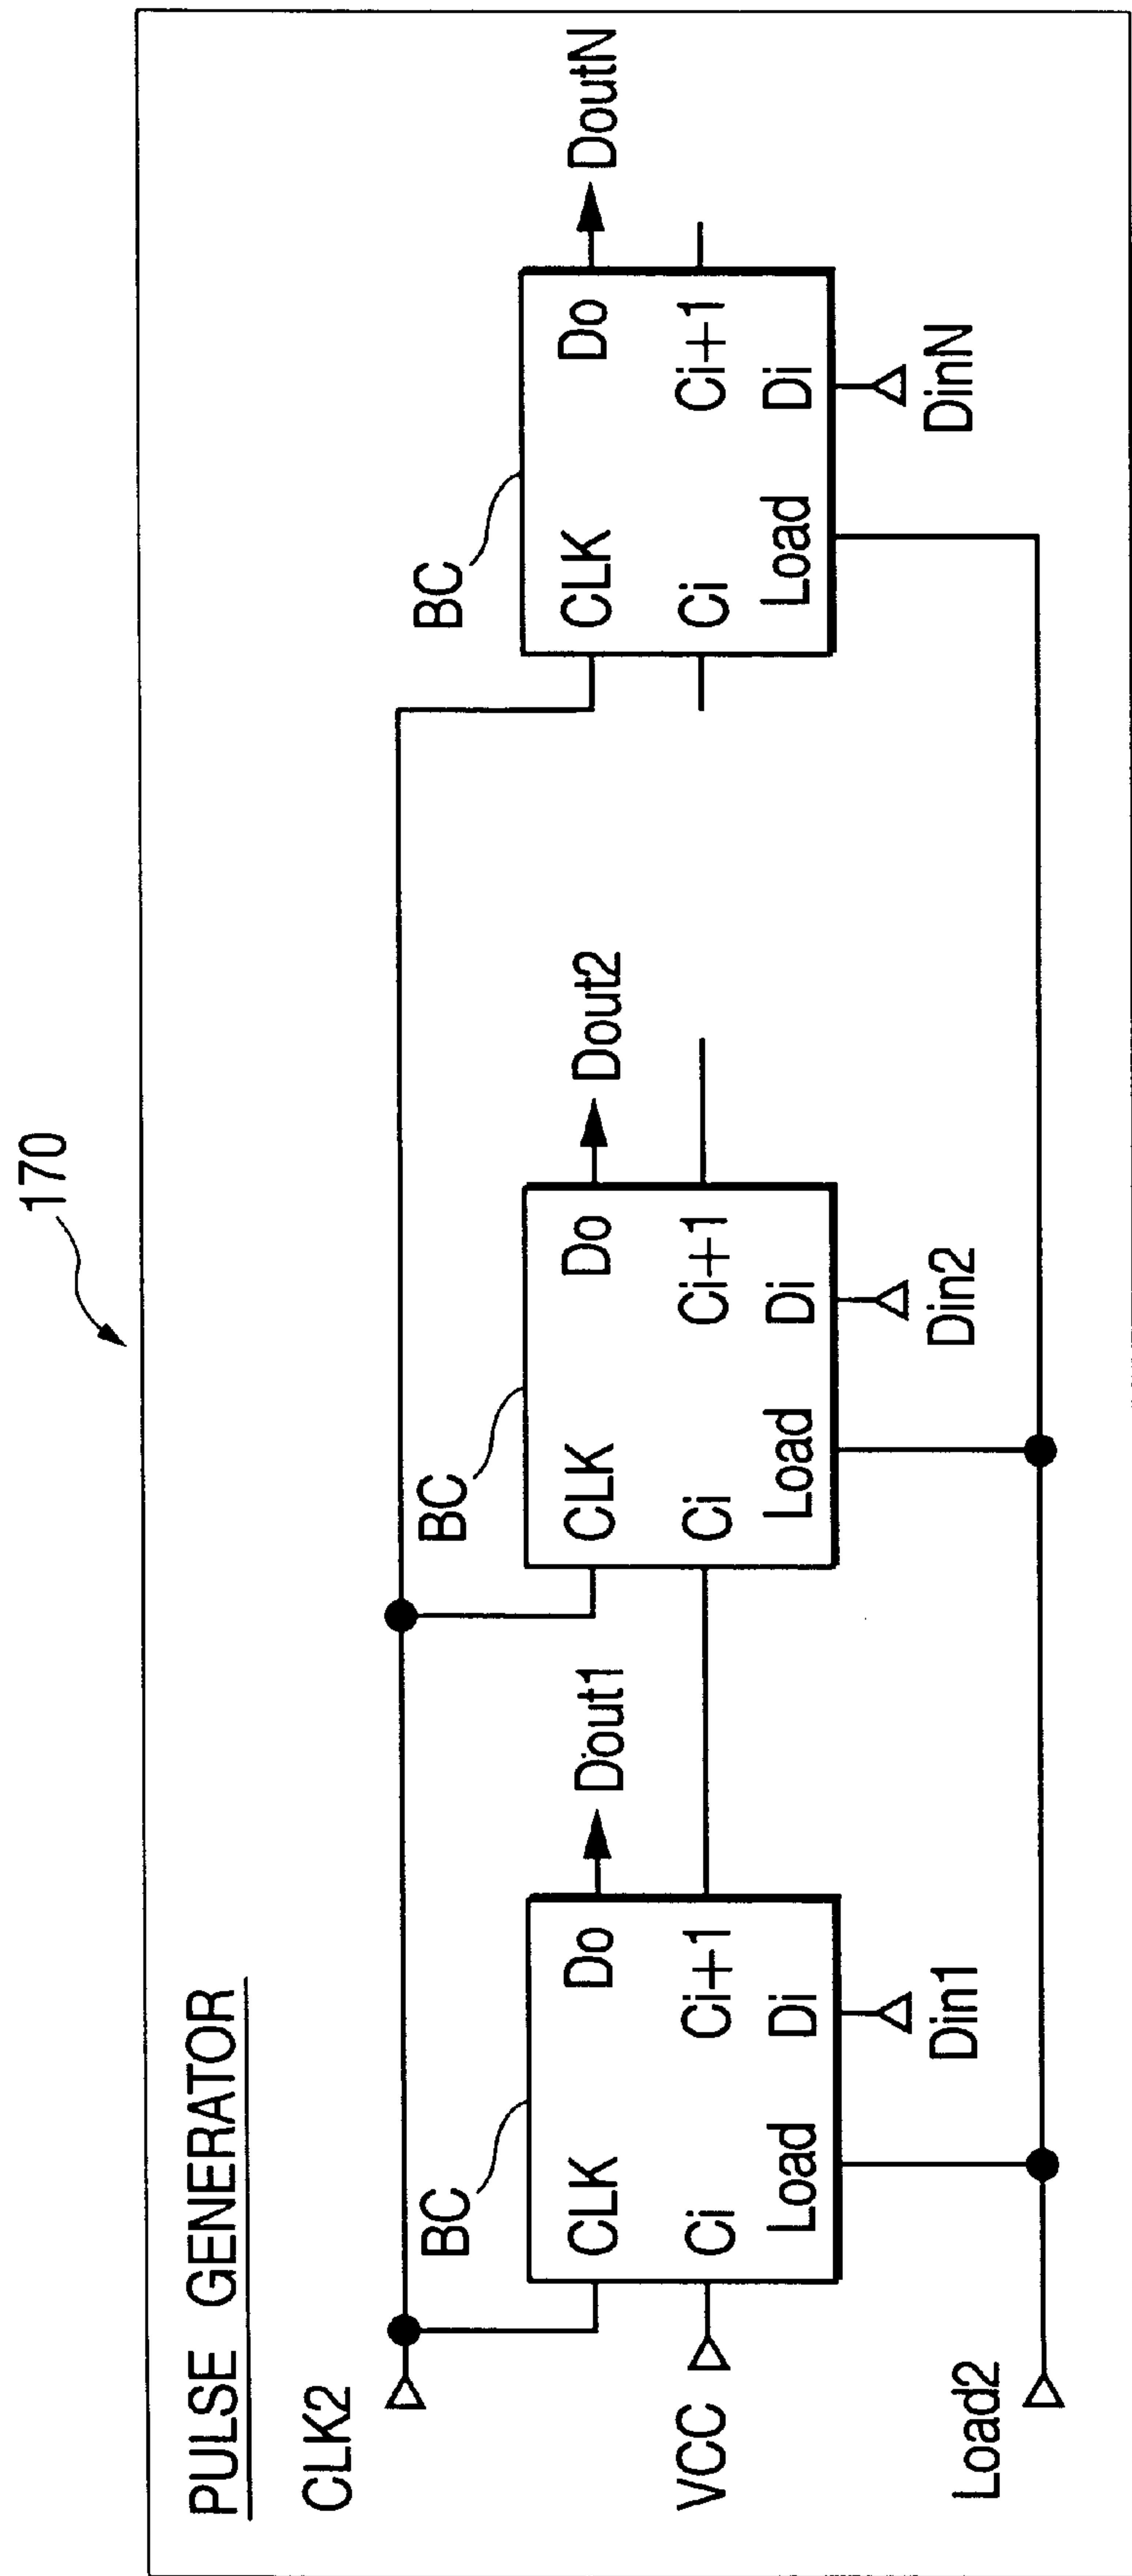 170
PULSE GENERATOR
CLK2
VCC
Load2
BC
CLK
Do
Ci
Ci+1
Load
Di
Dout1
Din1
BC
CLK
Do
Ci
Ci+1
Load
Di
Dout2
Din2
BC
CLK
Do
Ci
Ci+1
Load
Di
DoutN
DinN